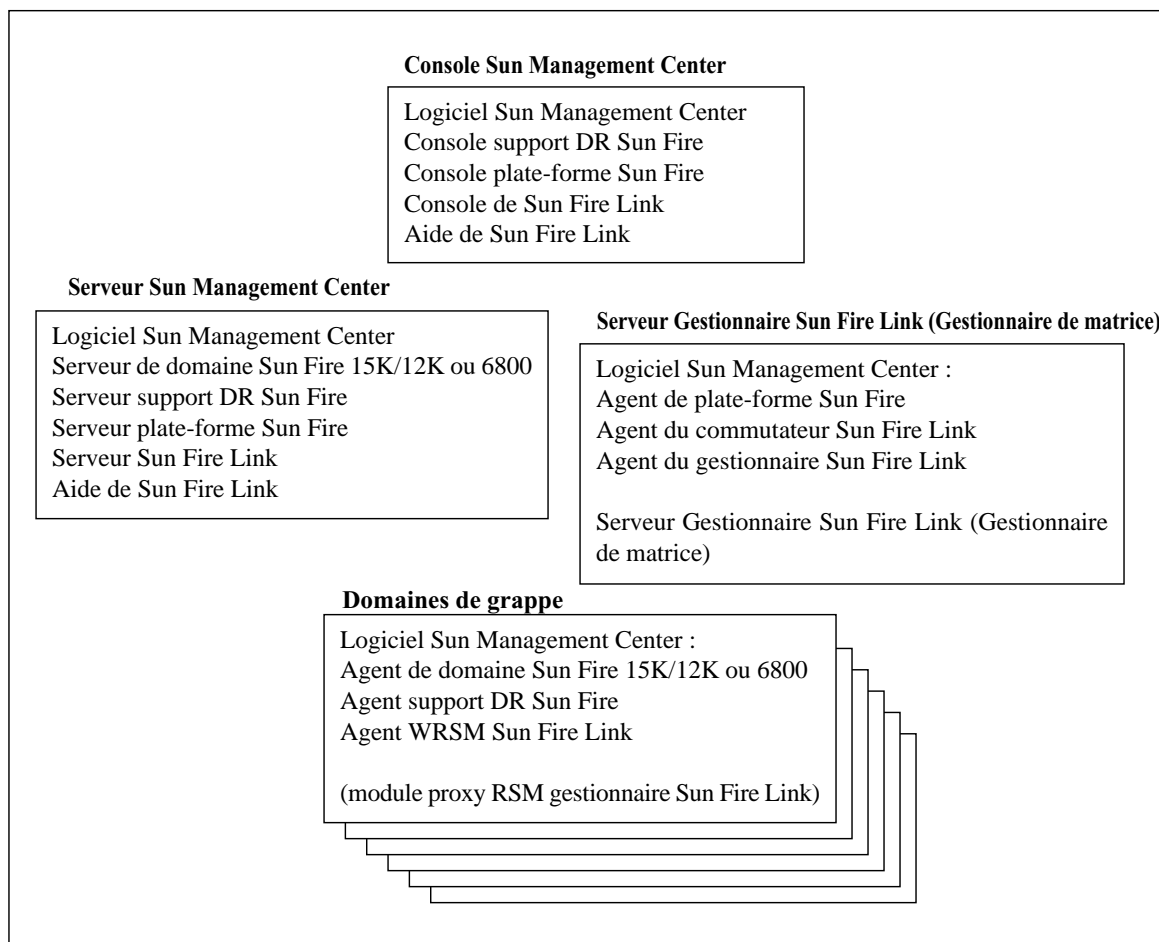 Console Sun Management Center
Logiciel Sun Management Center
Console support DR Sun Fire
Console plate-forme Sun Fire
Console de Sun Fire Link
Aide de Sun Fire Link
Serveur Sun Management Center
Logiciel Sun Management Center
Serveur de domaine Sun Fire 15K/12K ou 6800
Serveur support DR Sun Fire
Serveur plate-forme Sun Fire
Serveur Sun Fire Link
Aide de Sun Fire Link
Serveur Gestionnaire Sun Fire Link (Gestionnaire de matrice)
Logiciel Sun Management Center :
Agent de plate-forme Sun Fire
Agent du commutateur Sun Fire Link
Agent du gestionnaire Sun Fire Link
Serveur Gestionnaire Sun Fire Link (Gestionnaire
de matrice)
Domaines de grappe
Logiciel Sun Management Center :
Agent de domaine Sun Fire 15K/12K ou 6800
Agent support DR Sun Fire
Agent WRSM Sun Fire Link
(module proxy RSM gestionnaire Sun Fire Link)